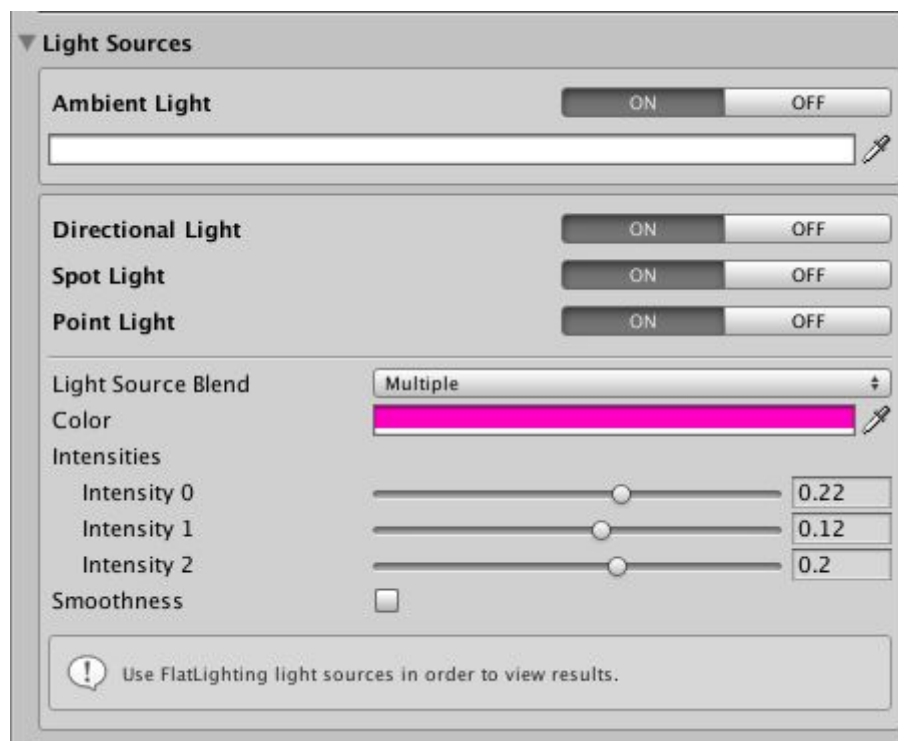 Light Sources
Ambient Light ON OFF
Directional Light ON OFF
Spot Light ON OFF
Point Light ON OFF
Light Source Blend Multiple
Color
Intensities
Intensity 0 0.22
Intensity 1 0.12
Intensity 2 0.2
Smoothness
Use FlatLighting light sources in order to view results.